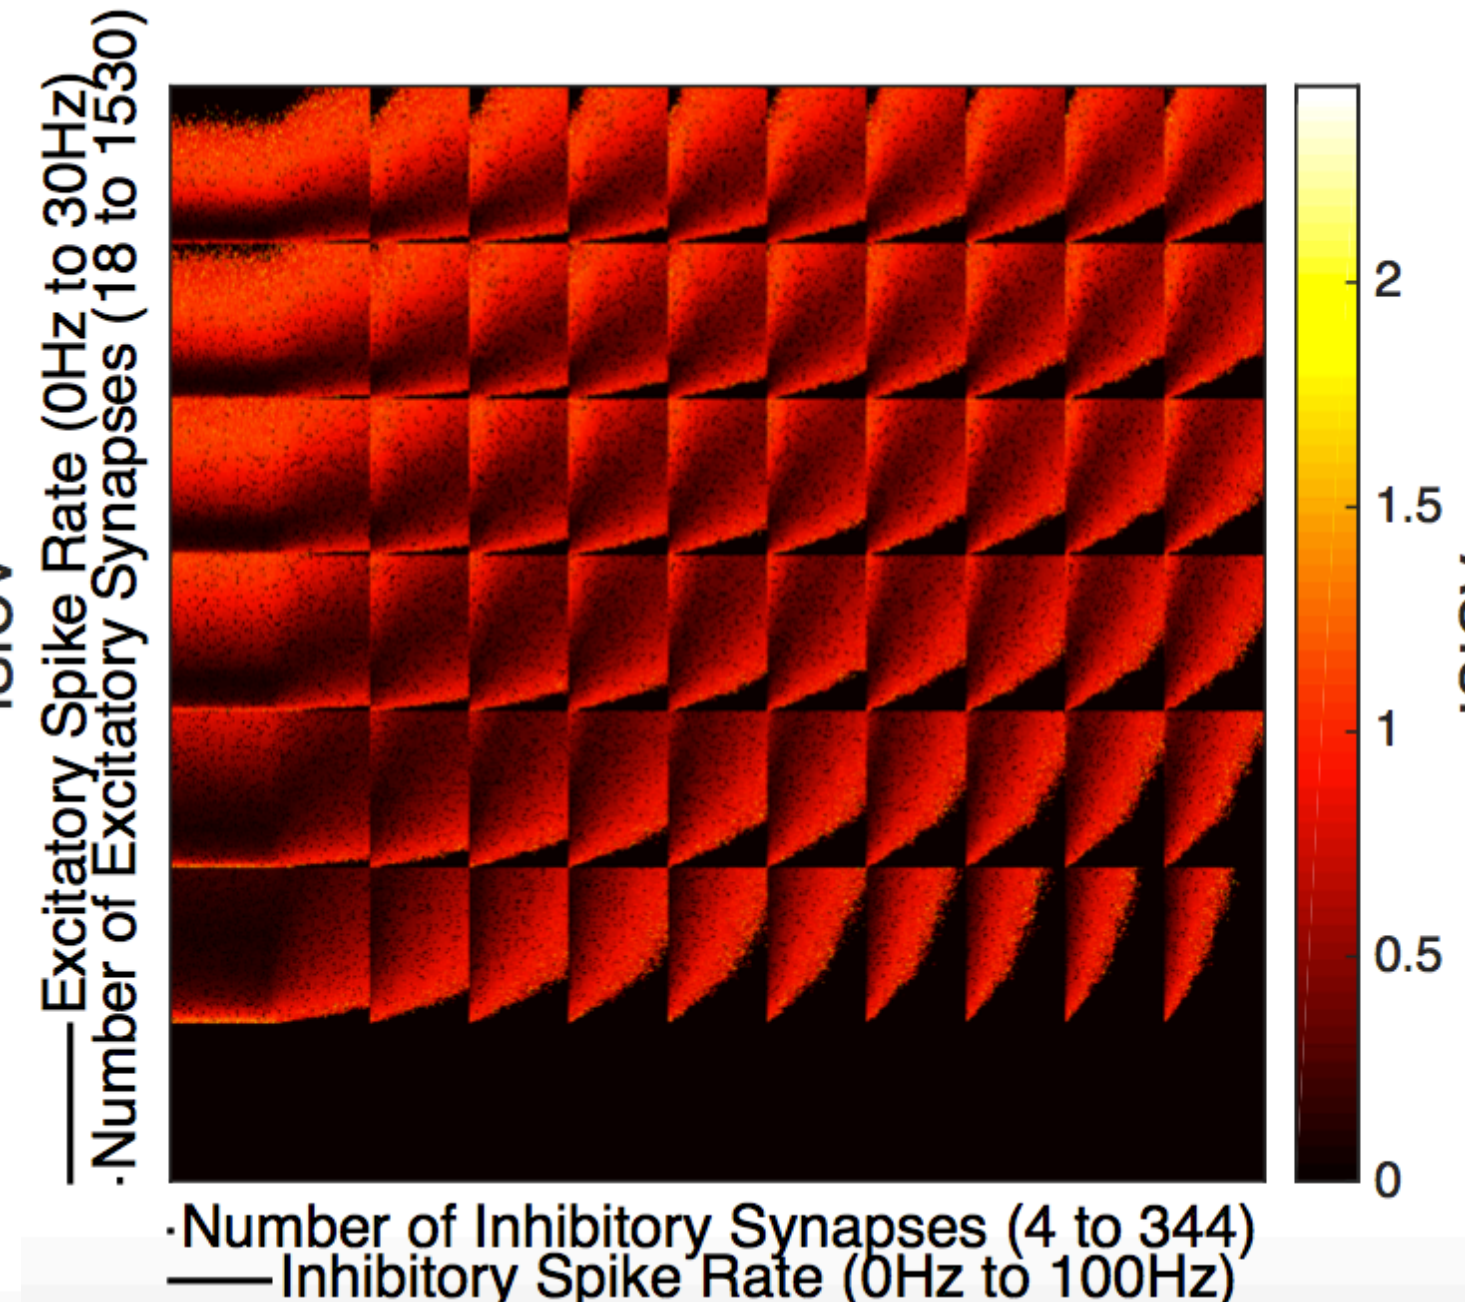 Excitatory Spike Rate (0Hz to 30Hz)
·Number of Excitatory Synapses (18 to 1530)
2
1.5
1
0.5
0
·Number of Inhibitory Synapses (4 to 344)
Inhibitory Spike Rate (0Hz to 100Hz)